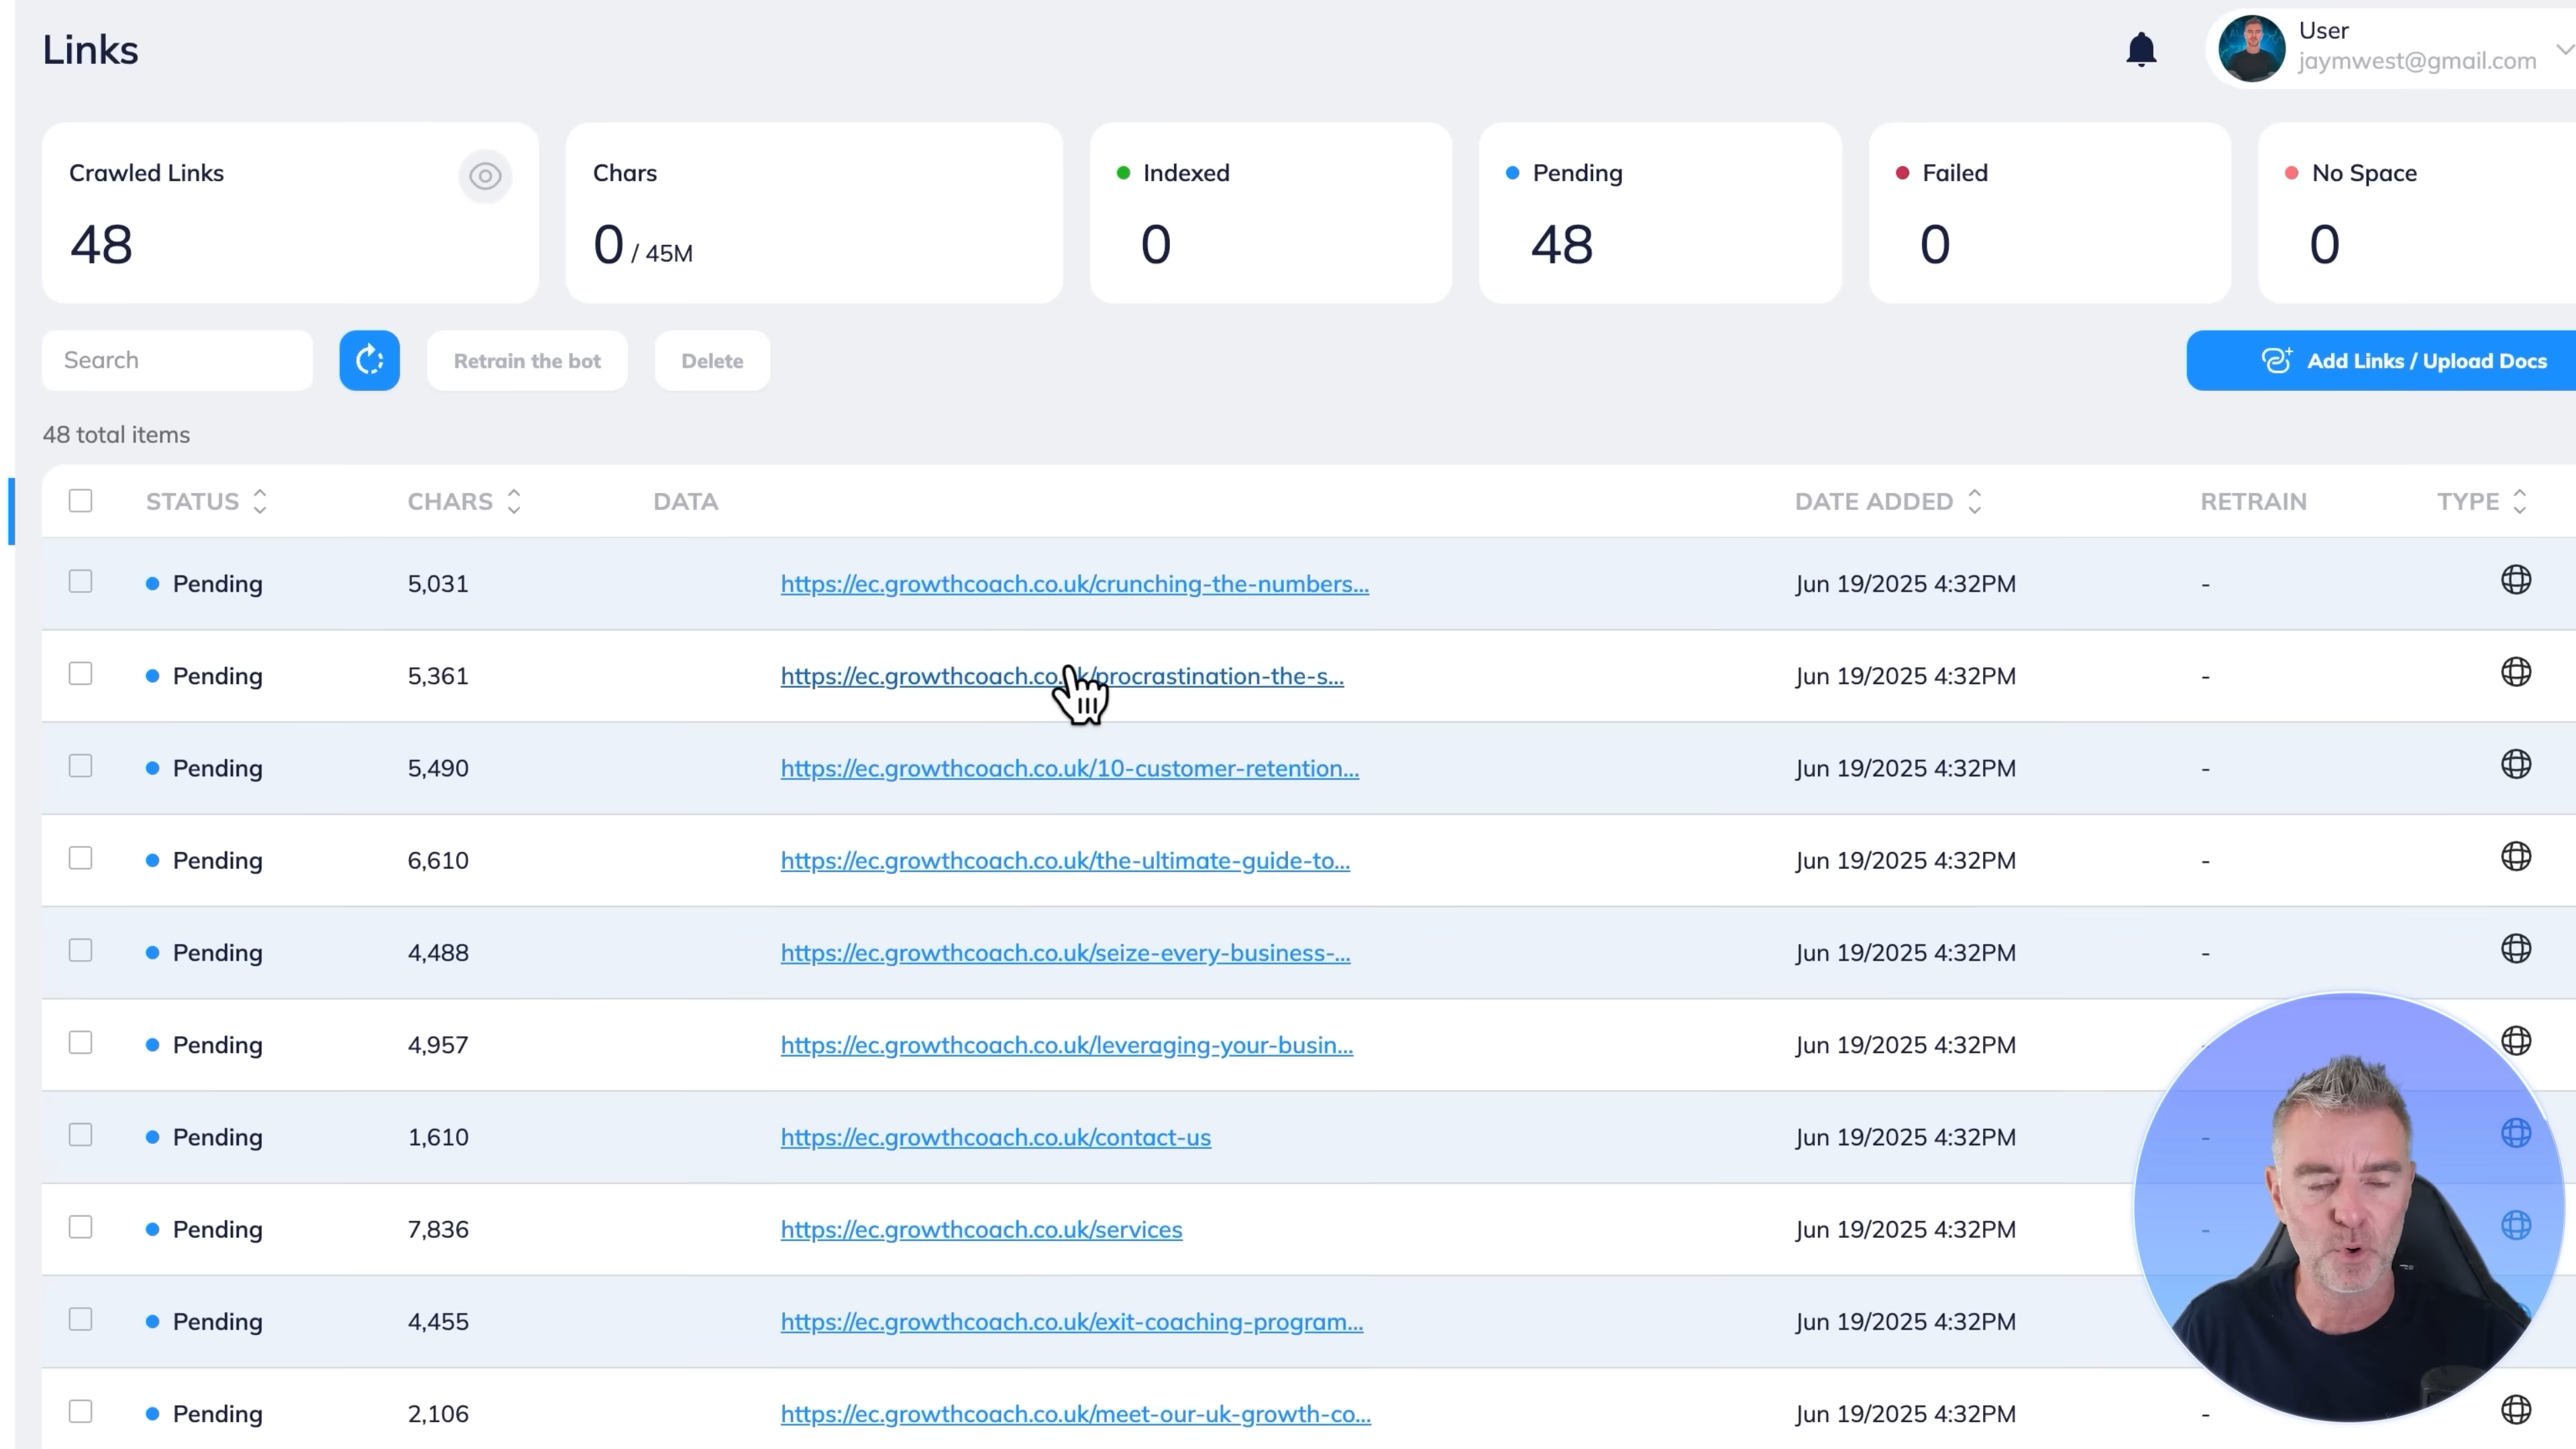 Links
User
jaymwest@gmail.com
Crawled Links
48
Chars
0 / 45M
Indexed
0
Pending
48
Failed
0
No Space
0
Search
Retrain the bot
Delete
Add Links / Upload Docs
48 total items
STATUS CHARS DATA DATE ADDED RETRAIN TYPE
Pending 5,031 https://ec.growthcoach.co.uk/crunching-the-numbers... Jun 19/2025 4:32PM -
Pending 5,361 https://ec.growthcoach.co.uk/procrastination-the-s... Jun 19/2025 4:32PM -
Pending 5,490 https://ec.growthcoach.co.uk/10-customer-retention... Jun 19/2025 4:32PM -
Pending 6,610 https://ec.growthcoach.co.uk/the-ultimate-guide-to... Jun 19/2025 4:32PM -
Pending 4,488 https://ec.growthcoach.co.uk/seize-every-business-... Jun 19/2025 4:32PM -
Pending 4,957 https://ec.growthcoach.co.uk/leveraging-your-busin... Jun 19/2025 4:32PM -
Pending 1,610 https://ec.growthcoach.co.uk/contact-us Jun 19/2025 4:32PM -
Pending 7,836 https://ec.growthcoach.co.uk/services Jun 19/2025 4:32PM -
Pending 4,455 https://ec.growthcoach.co.uk/exit-coaching-program... Jun 19/2025 4:32PM
Pending 2,106 https://ec.growthcoach.co.uk/meet-our-uk-growth-co... Jun 19/2025 4:32PM -